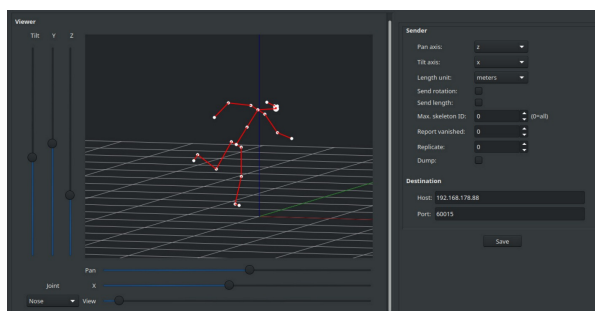 Viewer
Tilt Y Z
Pan
Joint X
Nose View
Sender
Pan axis: z
Tilt axis: x
Length unit: meters
Send rotation:
Send length:
Max. skeleton ID: 0 (0=all)
Report vanished: 0
Replicate: 0
Dump:
Destination
Host: 192.168.178.88
Port: 60015
Save